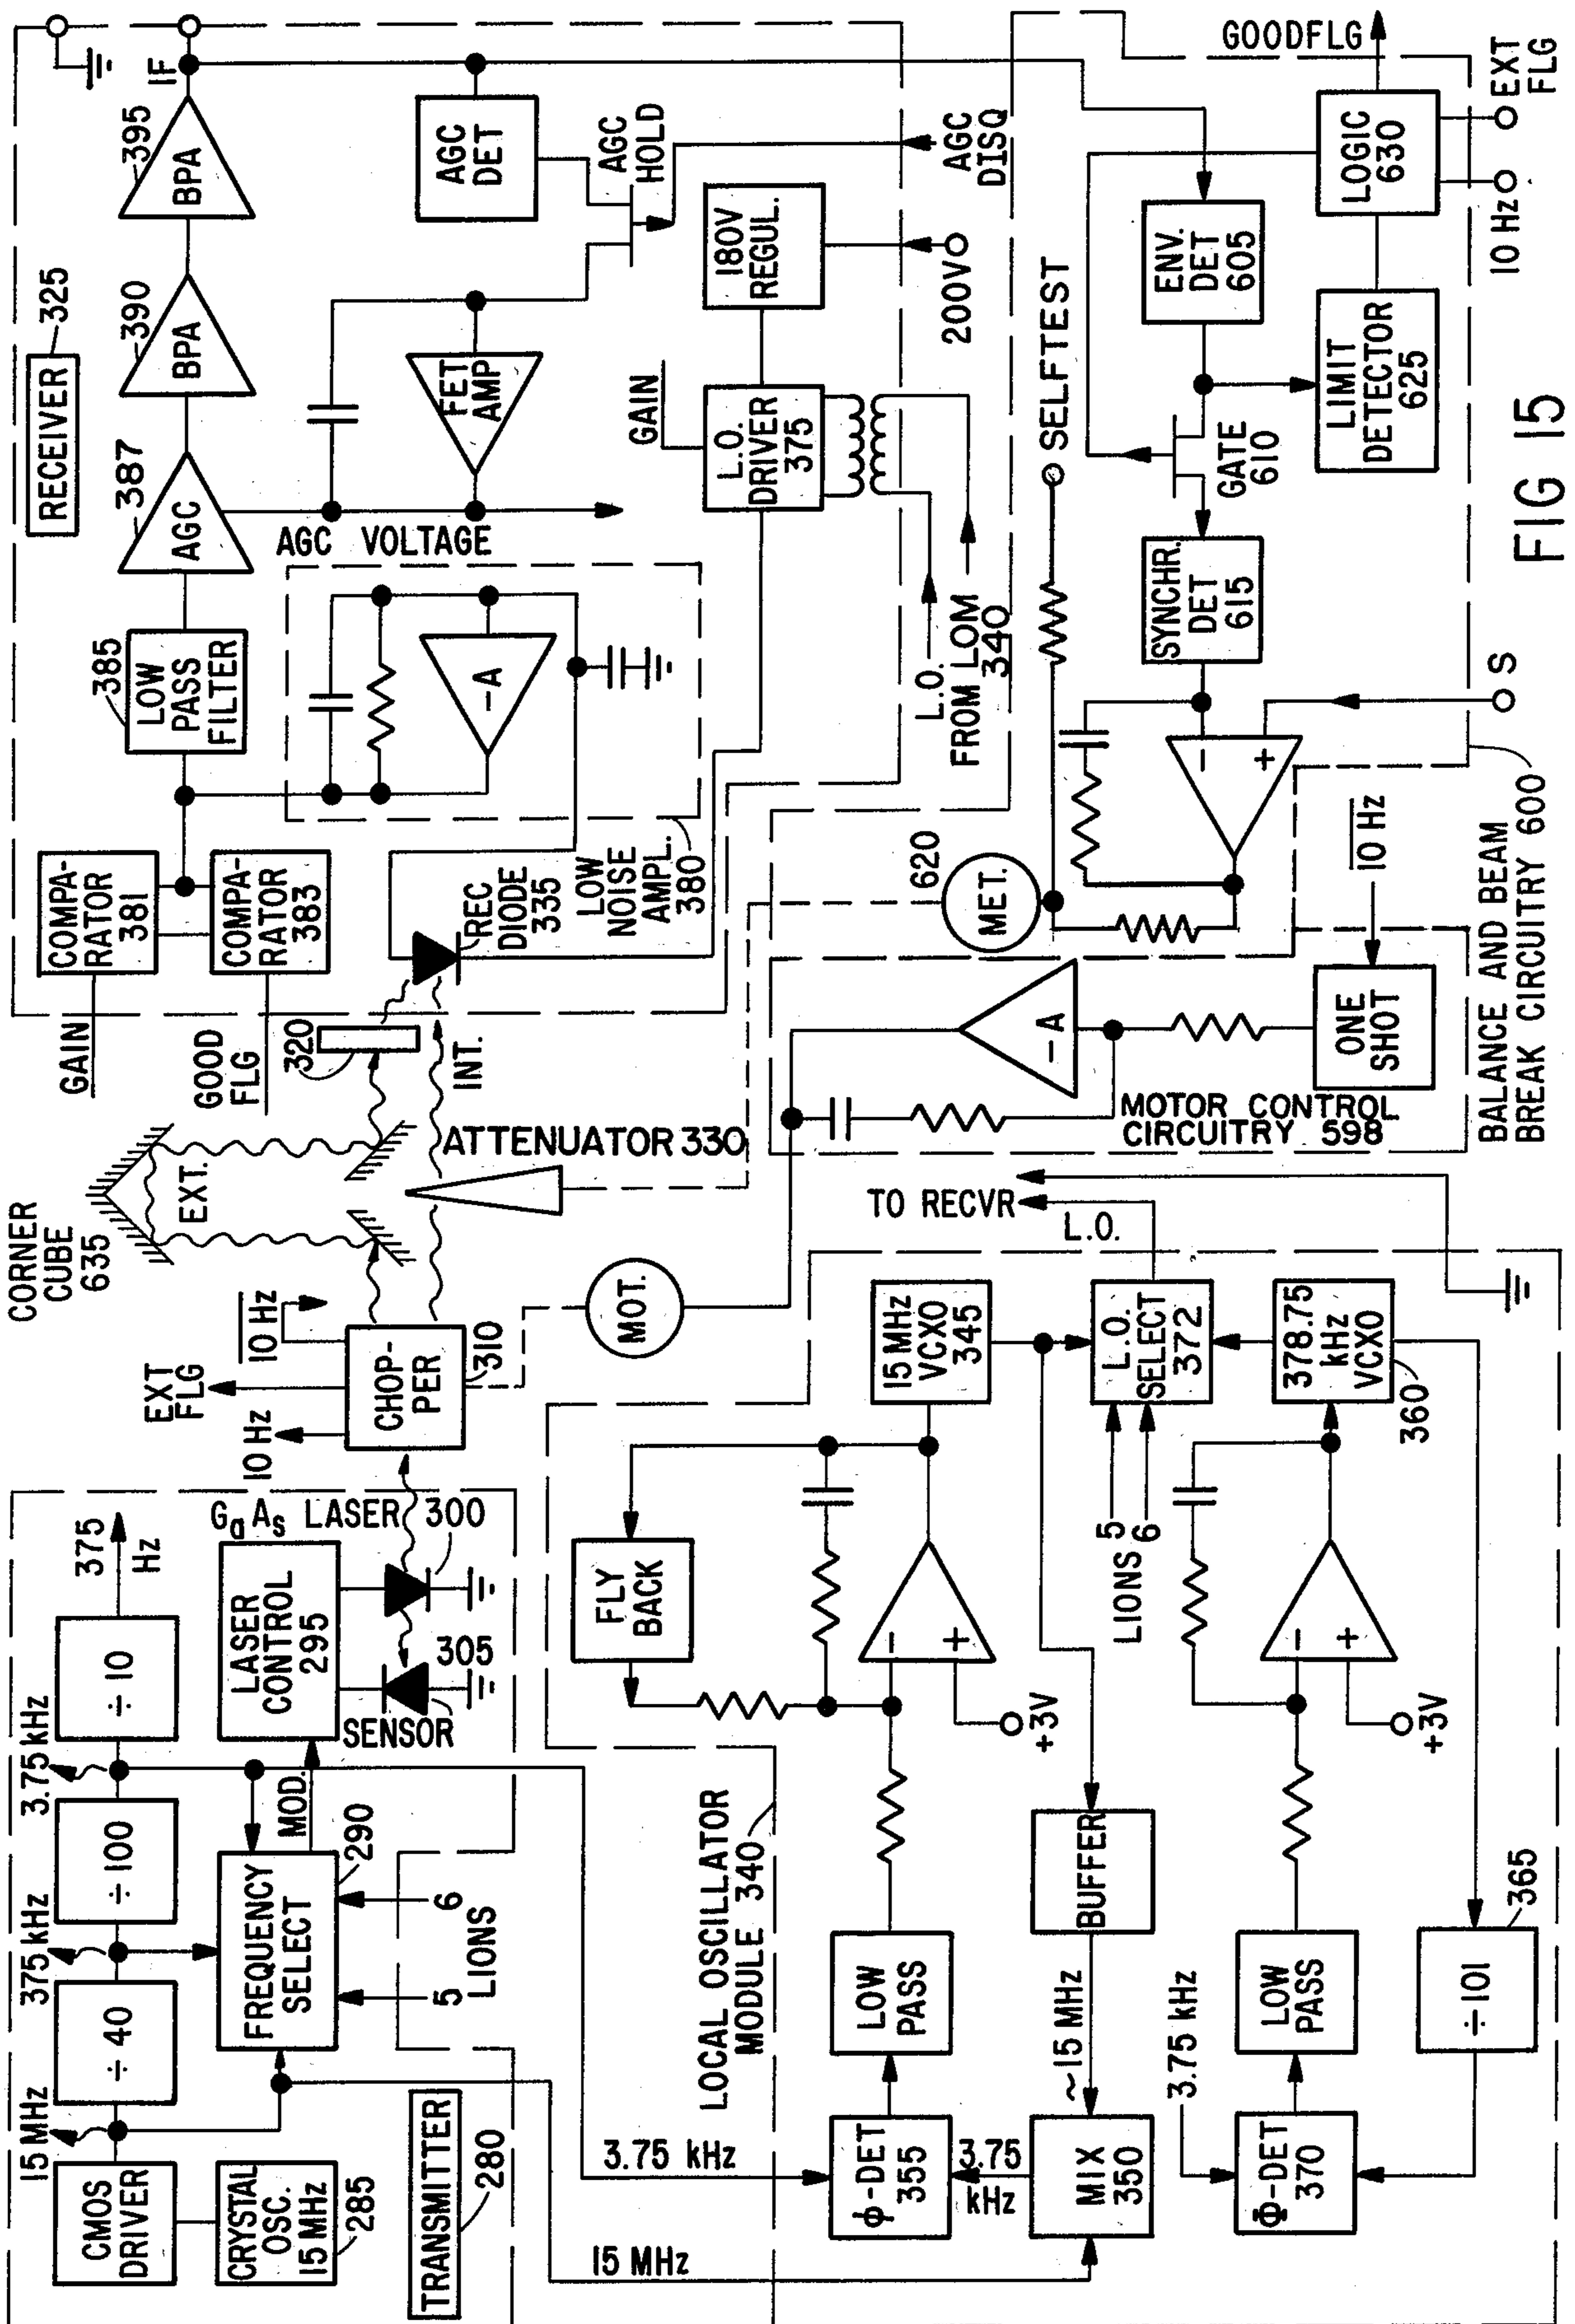 15 MHz
375 kHz
3.75 kHz
375
Hz
CMOS
DRIVER
÷ 40
÷ 100
÷ 10
CRYSTAL
OSC.
15 MHz
285
FREQUENCY
SELECT
290
MOD.
LASER
CONTROL
295
GaAs LASER 300
305
SENSOR
5
6
LIONS
TRANSMITTER
280
10 Hz
EXT
FLG
10 Hz
CHOP-
PER
310
MOT.
CORNER
CUBE
635
EXT.
INT.
320
ATTENUATOR 330
GAIN
GOOD
FLG
COMPA-
RATOR
381
COMPA-
RATOR
383
RECEIVER
325
385
LOW
PASS
FILTER
387
AGC
390
BPA
395
BPA
IF
AGC VOLTAGE
FET
AMP
AGC
DET
AGC
HOLD
AGC
DISQ
-A
REC
DIODE
335
LOW
NOISE
AMPL.
380
GAIN
L.O.
DRIVER
375
180V
REGUL.
200V
L.O.
FROM LOM
340
3.75 kHz
15 MHz
LOCAL OSCILLATOR
MODULE 340
FLY
BACK
15 MHz
VCXO
345
+3V
LOW
PASS
ϕ-DET
355
3.75
kHz
MIX
350
~15 MHz
BUFFER
LIONS
5
6
L.O.
SELECT
372
L.O.
TO RECVR
378.75
kHz
VCXO
360
+3V
3.75 kHz
Φ-DET
370
LOW
PASS
÷101
365
MOTOR CONTROL
CIRCUITRY 598
-A
ONE
SHOT
10 Hz
620
MET.
SELFTEST
-
+
S
SYNCHR.
DET
615
GATE
610
ENV.
DET
605
LIMIT
DETECTOR
625
LOGIC
630
GOODFLG
10 Hz
EXT
FLG
BALANCE AND BEAM
BREAK CIRCUITRY 600
FIG 15